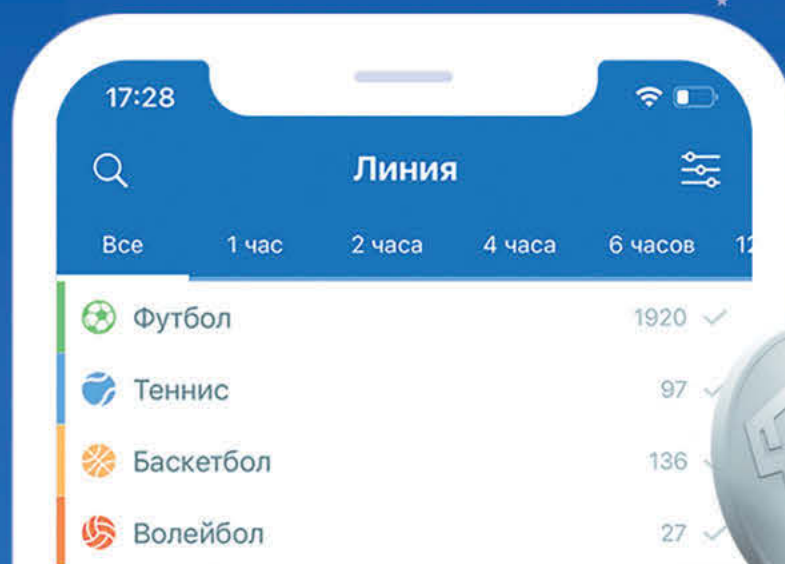 17:28
Линия
Все 1 час 2 часа 4 часа 6 часов
Футбол 1920
Теннис 97
Баскетбол 136
Волейбол 27